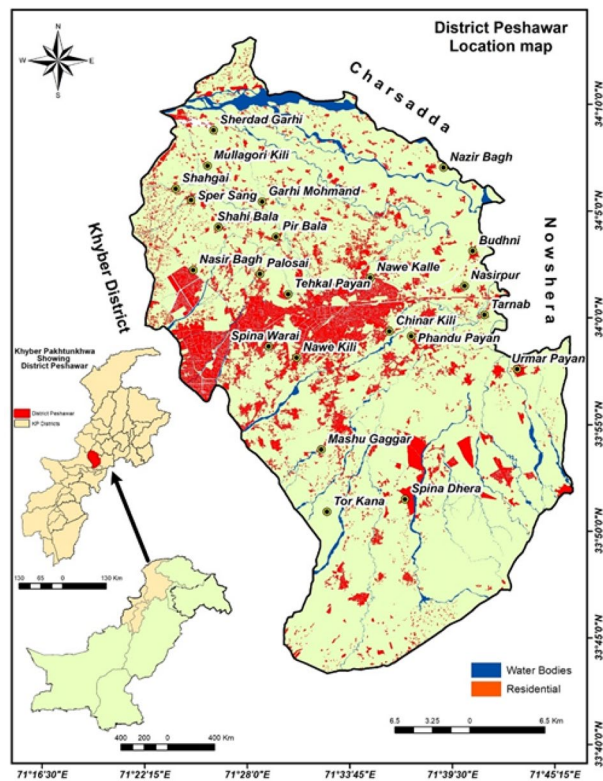 District Peshawar
Location map
N
W
E
S
Charsadda
Sherdad Garhi
Mullagori Kili
Nazir Bagh
Shahgai
Sper Sang
Garhi Mohmand
Shahi Bala
Pir Bala
Budhni
Nowshera
Khyber District
Nasir Bagh
Palosai
Nawe Kalle
Nasirpur
Tehkal Payan
Tarnab
Chinar Kili
Spina Warai
Phandu Payan
Nawe Kili
Urmar Payan
Khyber Pakhtunkhwa
Showing
District Peshawar
District Peshawar
KP Districts
Mashu Gaggar
Spina Dhera
Tor Kana
130 65 0 130 Km
Water Bodies
Residential
6.5 3.25 0 6.5 Km
400 200 0 400 Km
34°10'0"N
34°5'0"N
34°0'0"N
33°55'0"N
33°50'0"N
33°45'0"N
33°40'0"N
71°16'30"E 71°22'15"E 71°28'0"E 71°33'45"E 71°39'30"E 71°45'15"E